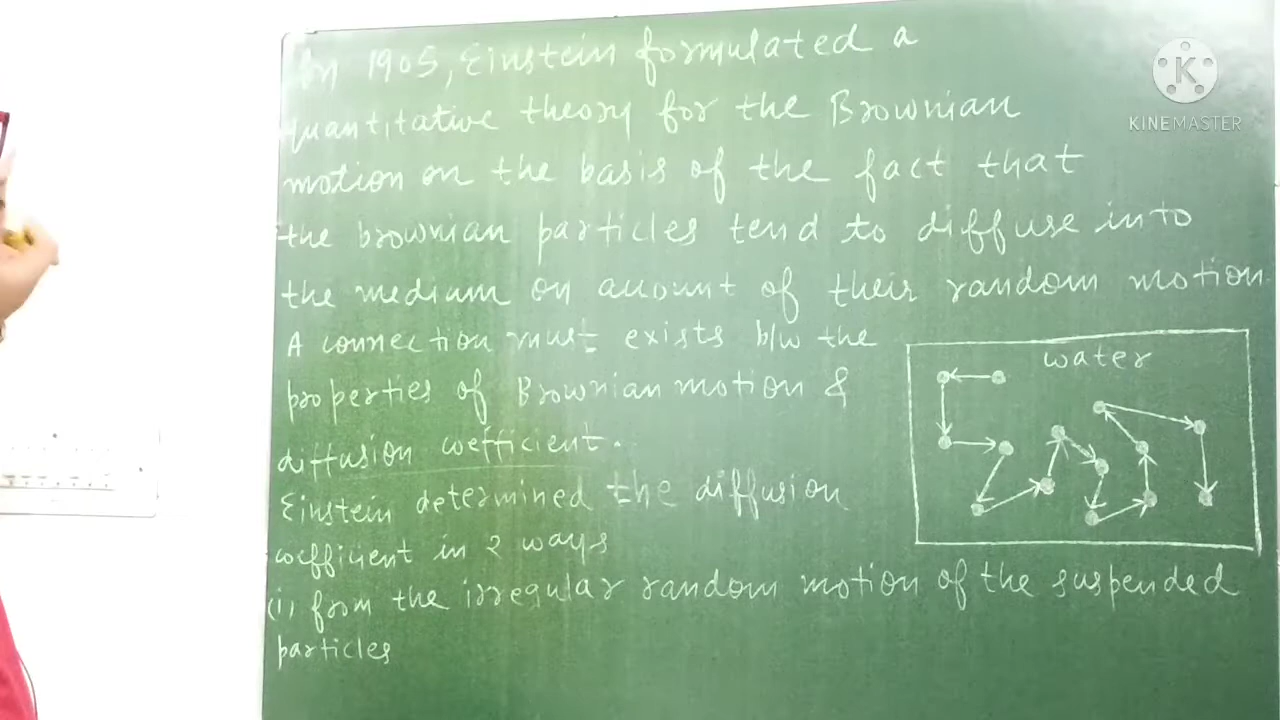 In 1905, Einstein formulated a
quantitative theory for the Brownian
motion on the basis of the fact that
the brownian particles tend to diffuse into
the medium on account of their random motion.
A connection must exists b/w the
properties of Brownian motion &
diffusion coefficient.
Einstein determined the diffusion
coefficient in 2 ways
(i) from the irregular random motion of the suspended
particles
water
K
KINEMASTER